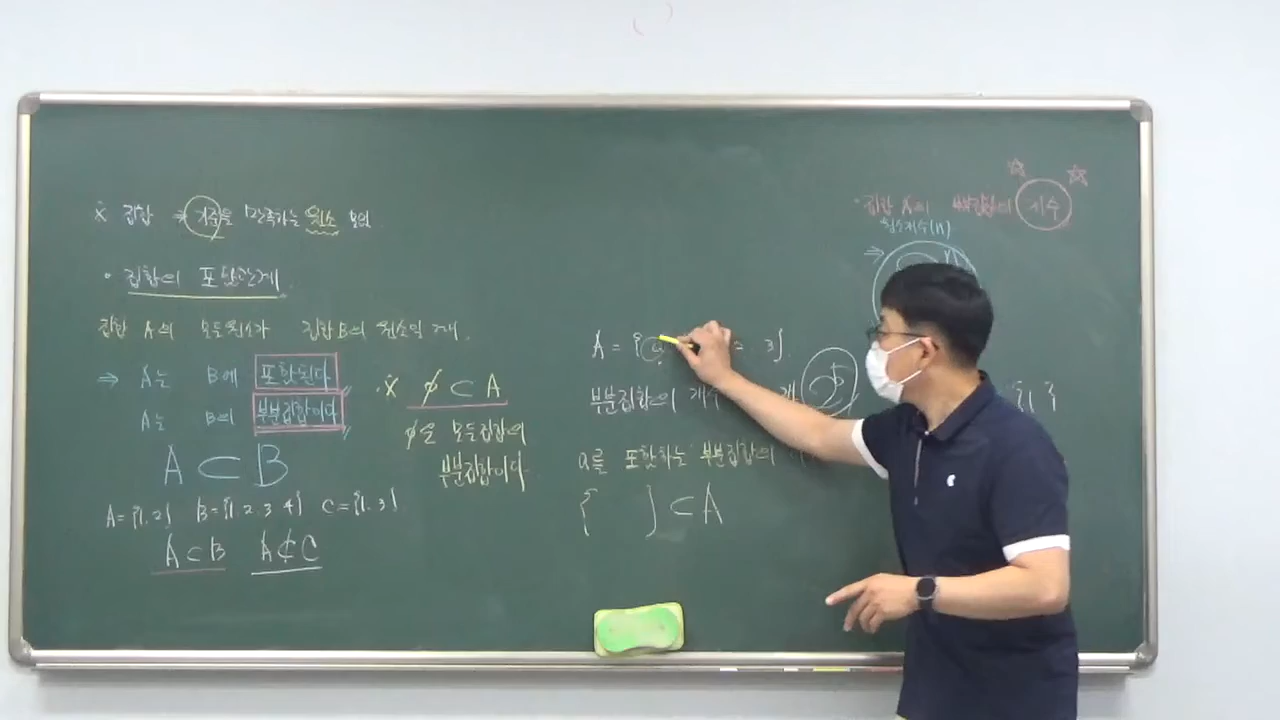 ※ 집합 ⇒ 기준을 만족하는 원소 모임
• 집합의 포함관계.
집합 A의 모든원소가 집합B의 원소일 때,
⇒ A는 B에 포함된다
A는 B의 부분집합이다
A ⊂ B
A={1, 2} B={1, 2, 3, 4} C={1, 3}
A ⊂ B A ⊄ C
※ ∅ ⊂ A
∅은 모든집합의
부분집합이다.
• 집합 A의 부분집합의 개수
원소개수(n)
⇒
A = { a 3}.
부분집합의 개수 개 2⁵
a를 포함하는 부분집합의
{ } ⊂ A